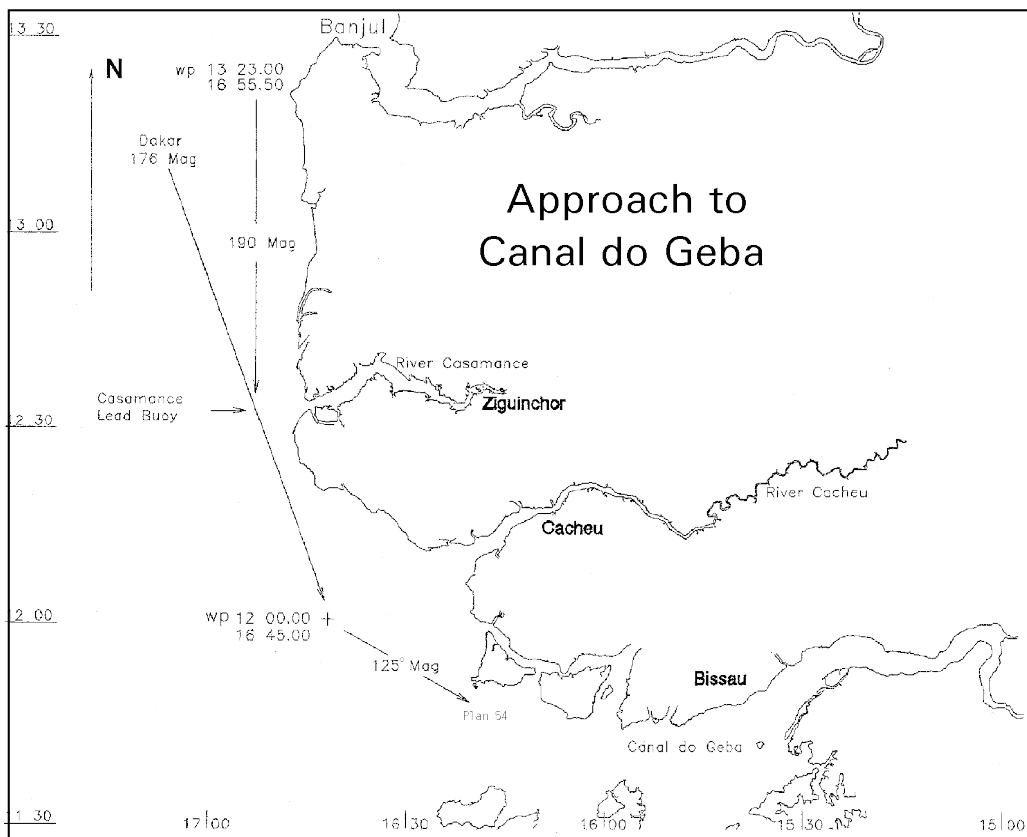 13 30
Banjul
wp 13 23.00
16 55.50
N
Dakar
176 Mag
Approach to
Canal do Geba
13 00
190 Mag
River Casamance
Casamance
Lead Buoy
Ziguinchor
12 30
River Cacheu
Cacheu
12 00
wp 12 00.00
16 45.00
125° Mag
Bissau
Plan 54
Canal do Geba
11 30
17 00
16 30
16 00
15 30
15 00